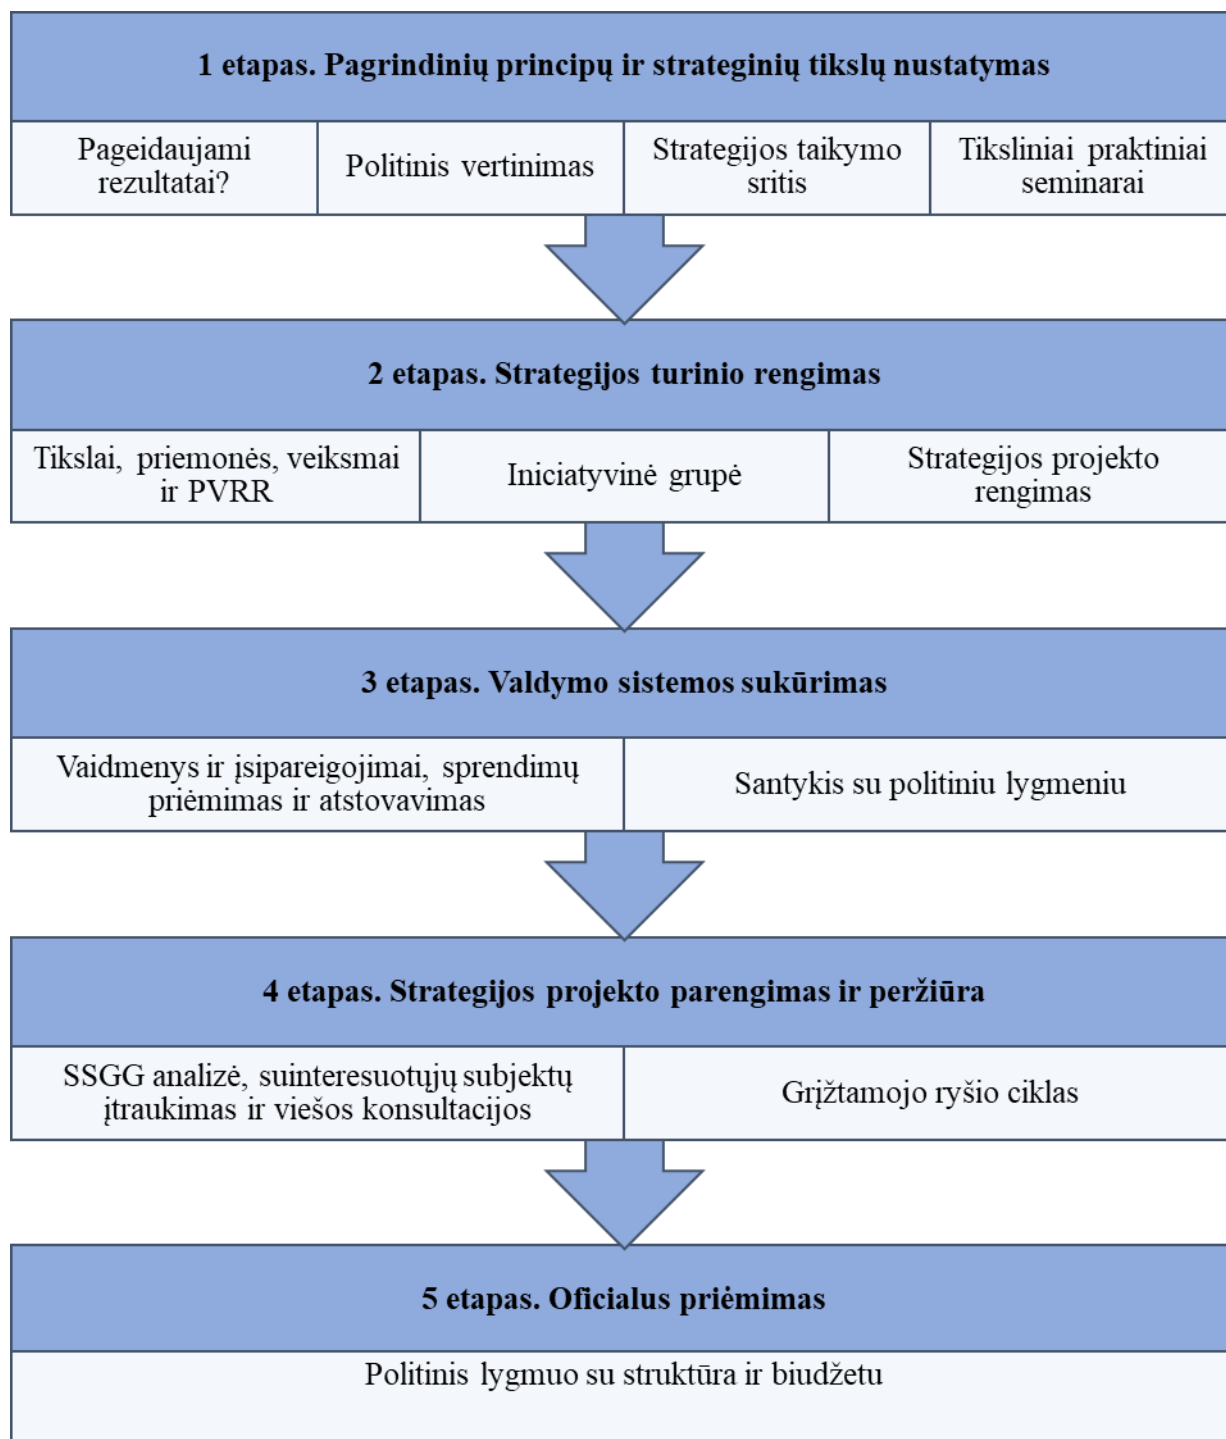 1 etapas. Pagrindinių principų ir strateginių tikslų nustatymas
Pageidaujami
rezultatai?
Politinis vertinimas
Strategijos taikymo
sritis
Tiksliniai praktiniai
seminarai
2 etapas. Strategijos turinio rengimas
Tikslai, priemonės, veiksmai
ir PVRR
Iniciatyvinė grupė
Strategijos projekto
rengimas
3 etapas. Valdymo sistemos sukūrimas
Vaidmenys ir įsipareigojimai, sprendimų
priėmimas ir atstovavimas
Santykis su politiniu lygmeniu
4 etapas. Strategijos projekto parengimas ir peržiūra
SSGG analizė, suinteresuotųjų subjektų
įtraukimas ir viešos konsultacijos
Grįžtamojo ryšio ciklas
5 etapas. Oficialus priėmimas
Politinis lygmuo su struktūra ir biudžetu